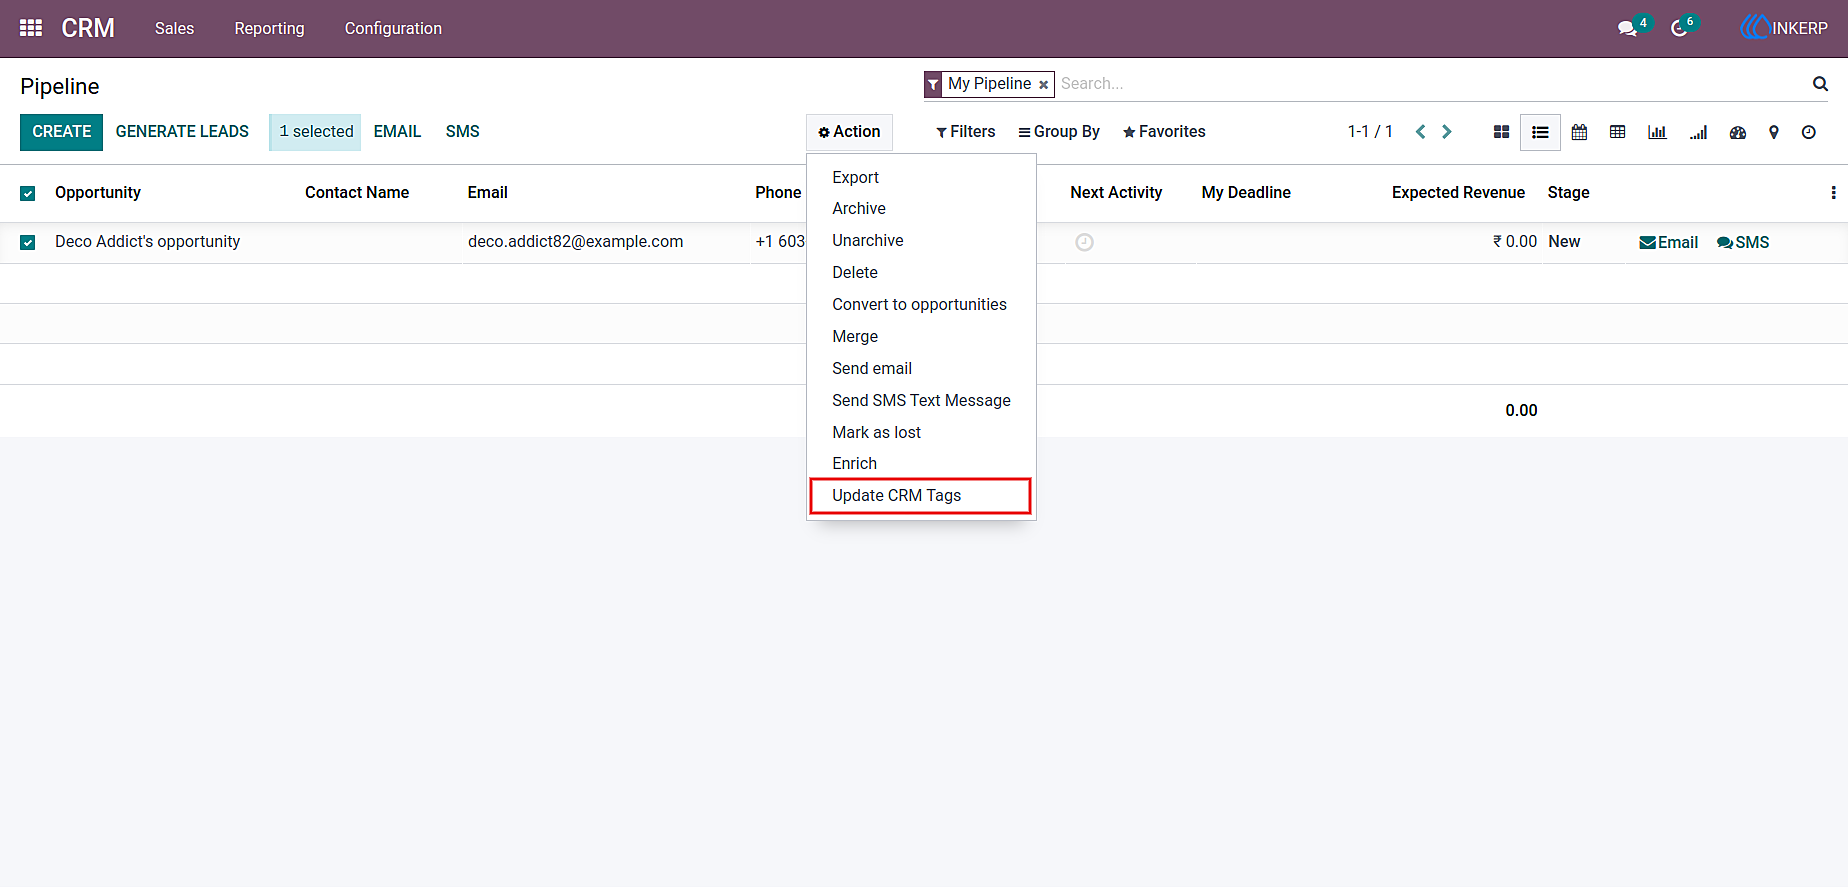 CRM Sales Reporting Configuration 4 6 INKERP
Pipeline My Pipeline × Search...
CREATE GENERATE LEADS 1 selected EMAIL SMS Action Filters Group By Favorites 1-1 / 1
Opportunity Contact Name Email Phone Next Activity My Deadline Expected Revenue Stage
Deco Addict's opportunity deco.addict82@example.com +1 603 ₹ 0.00 New Email SMS
Export
Archive
Unarchive
Delete
Convert to opportunities
Merge
Send email
Send SMS Text Message
0.00
Mark as lost
Enrich
Update CRM Tags